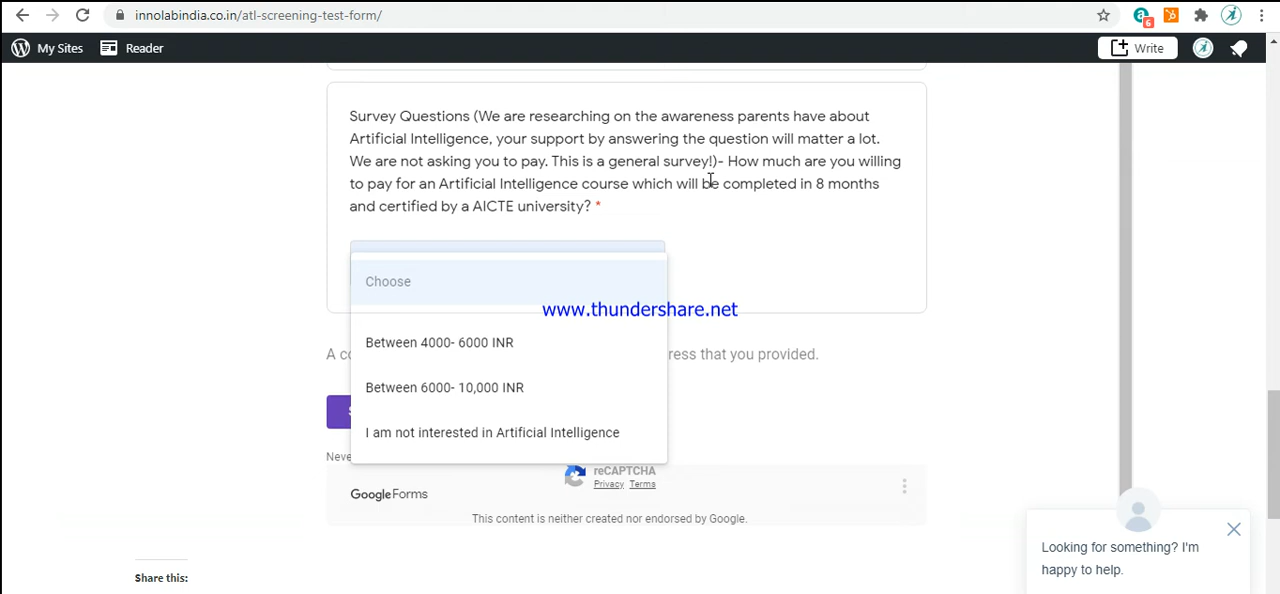 innolabindia.co.in/atl-screening-test-form/
6
My Sites
Reader
Write
Survey Questions (We are researching on the awareness parents have about
Artificial Intelligence, your support by answering the question will matter a lot.
We are not asking you to pay. This is a general survey!)- How much are you willing
to pay for an Artificial Intelligence course which will be completed in 8 months
and certified by a AICTE university? *
Choose
www.thundershare.net
Between 4000- 6000 INR
A co
ress that you provided.
Between 6000- 10,000 INR
S
I am not interested in Artificial Intelligence
Neve
reCAPTCHA
Privacy Terms
Google Forms
This content is neither created nor endorsed by Google.
Looking for something? I'm
happy to help.
Share this: